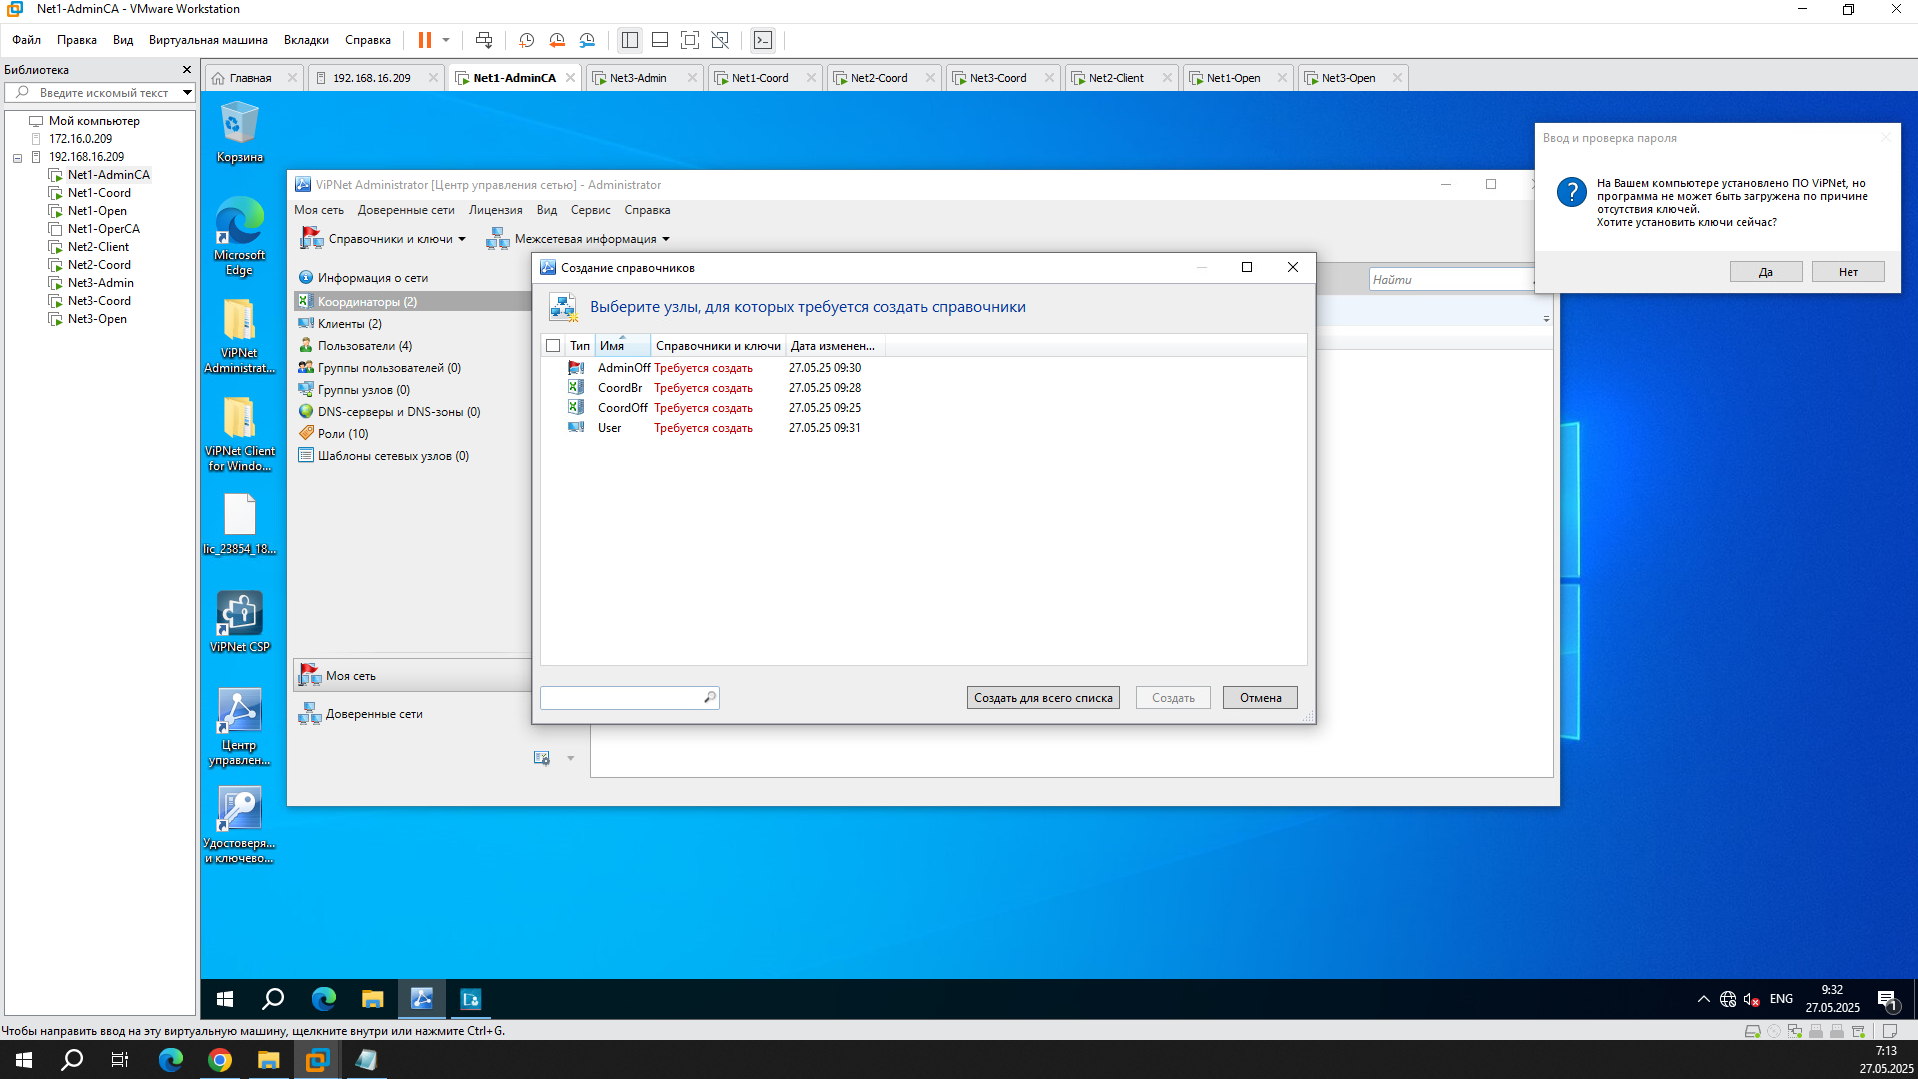 Net1-AdminCA - VMware Workstation
Файл Правка Вид Виртуальная машина Вкладки Справка
Библиотека
Введите искомый текст
Мой компьютер
172.16.0.209
192.168.16.209
Net1-AdminCA
Net1-Coord
Net1-Open
Net1-OperCA
Net2-Client
Net2-Coord
Net3-Admin
Net3-Coord
Net3-Open
Главная 192.168.16.209 Net1-AdminCA Net3-Admin Net1-Coord Net2-Coord Net3-Coord Net2-Client Net1-Open Net3-Open
Корзина
Microsoft
Edge
ViPNet
Administrat...
ViPNet Client
for Windo...
lic_23854_18...
ViPNet CSP
Центр
управлен...
Удостоверя...
и ключево...
ViPNet Administrator [Центр управления сетью] - Administrator
Моя сеть Доверенные сети Лицензия Вид Сервис Справка
Справочники и ключи Межсетевая информация
Информация о сети
Координаторы (2)
Клиенты (2)
Пользователи (4)
Группы пользователей (0)
Группы узлов (0)
DNS-серверы и DNS-зоны (0)
Роли (10)
Шаблоны сетевых узлов (0)
Моя сеть
Доверенные сети
Найти
Создание справочников
Выберите узлы, для которых требуется создать справочники
Тип Имя Справочники и ключи Дата изменен...
AdminOff Требуется создать 27.05.25 09:30
CoordBr Требуется создать 27.05.25 09:28
CoordOff Требуется создать 27.05.25 09:25
User Требуется создать 27.05.25 09:31
Создать для всего списка Создать Отмена
Ввод и проверка пароля
На Вашем компьютере установлено ПО ViPNet, но
программа не может быть загружена по причине
отсутствия ключей.
Хотите установить ключи сейчас?
Да Нет
ENG
9:32
27.05.2025
1
Чтобы направить ввод на эту виртуальную машину, щелкните внутри или нажмите Ctrl+G.
7:13
27.05.2025